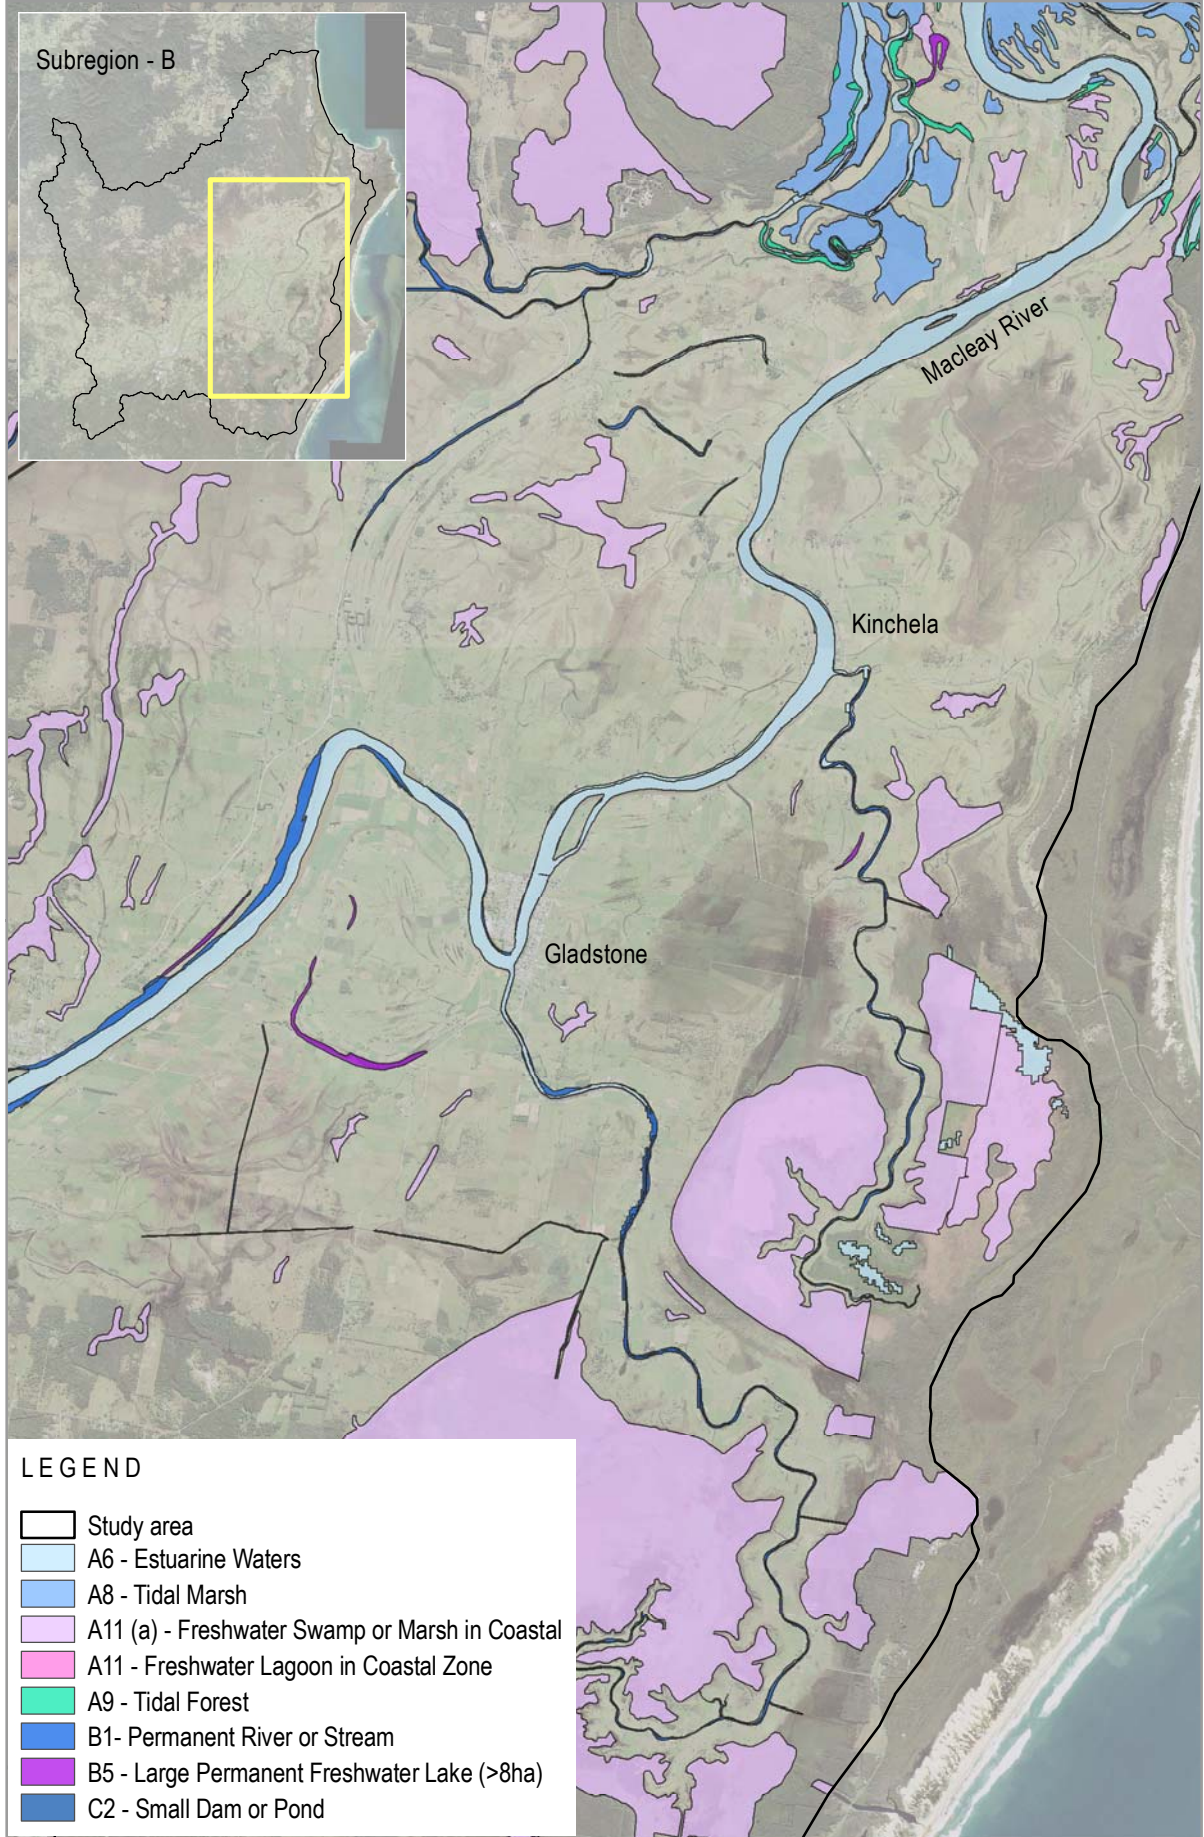 Subregion - B
Macleay River
Kinchela
Gladstone
LEGEND
Study area
A6 - Estuarine Waters
A8 - Tidal Marsh
A11 (a) - Freshwater Swamp or Marsh in Coastal
A11 - Freshwater Lagoon in Coastal Zone
A9 - Tidal Forest
B1- Permanent River or Stream
B5 - Large Permanent Freshwater Lake (>8ha)
C2 - Small Dam or Pond